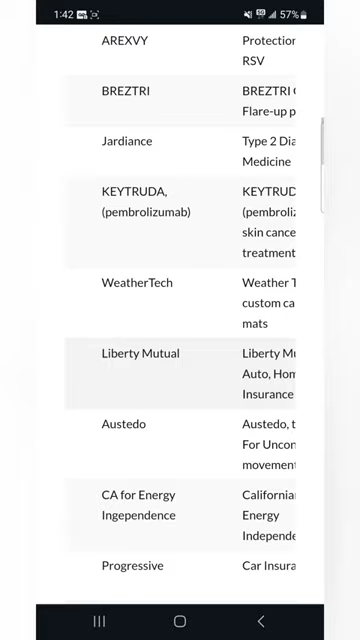 1:42 57%
AREXVY Protection
RSV
BREZTRI BREZTRI
Flare-up p
Jardiance Type 2 Dia
Medicine
KEYTRUDA, KEYTRUD
(pembrolizumab) (pembroliz
skin cance
treatment
WeatherTech Weather T
custom ca
mats
Liberty Mutual Liberty Mu
Auto, Hom
Insurance
Austedo Austedo, t
For Uncon
movement
CA for Energy California
Ingependence Energy
Independe
Progressive Car Insura